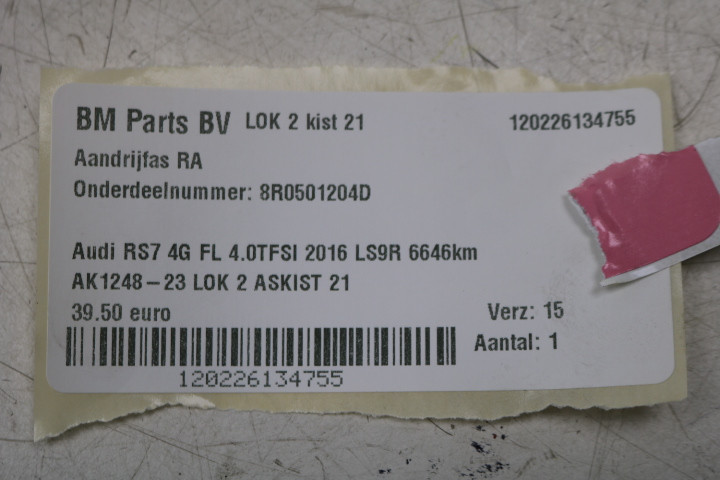 BM Parts BV LOK 2 kist 21 120226134755
Aandrijfas RA
Onderdeelnummer: 8R0501204D
Audi RS7 4G FL 4.0TFSI 2016 LS9R 6646km
AK1248-23 LOK 2 ASKIST 21
39.50 euro Verz: 15
Aantal: 1
120226134755